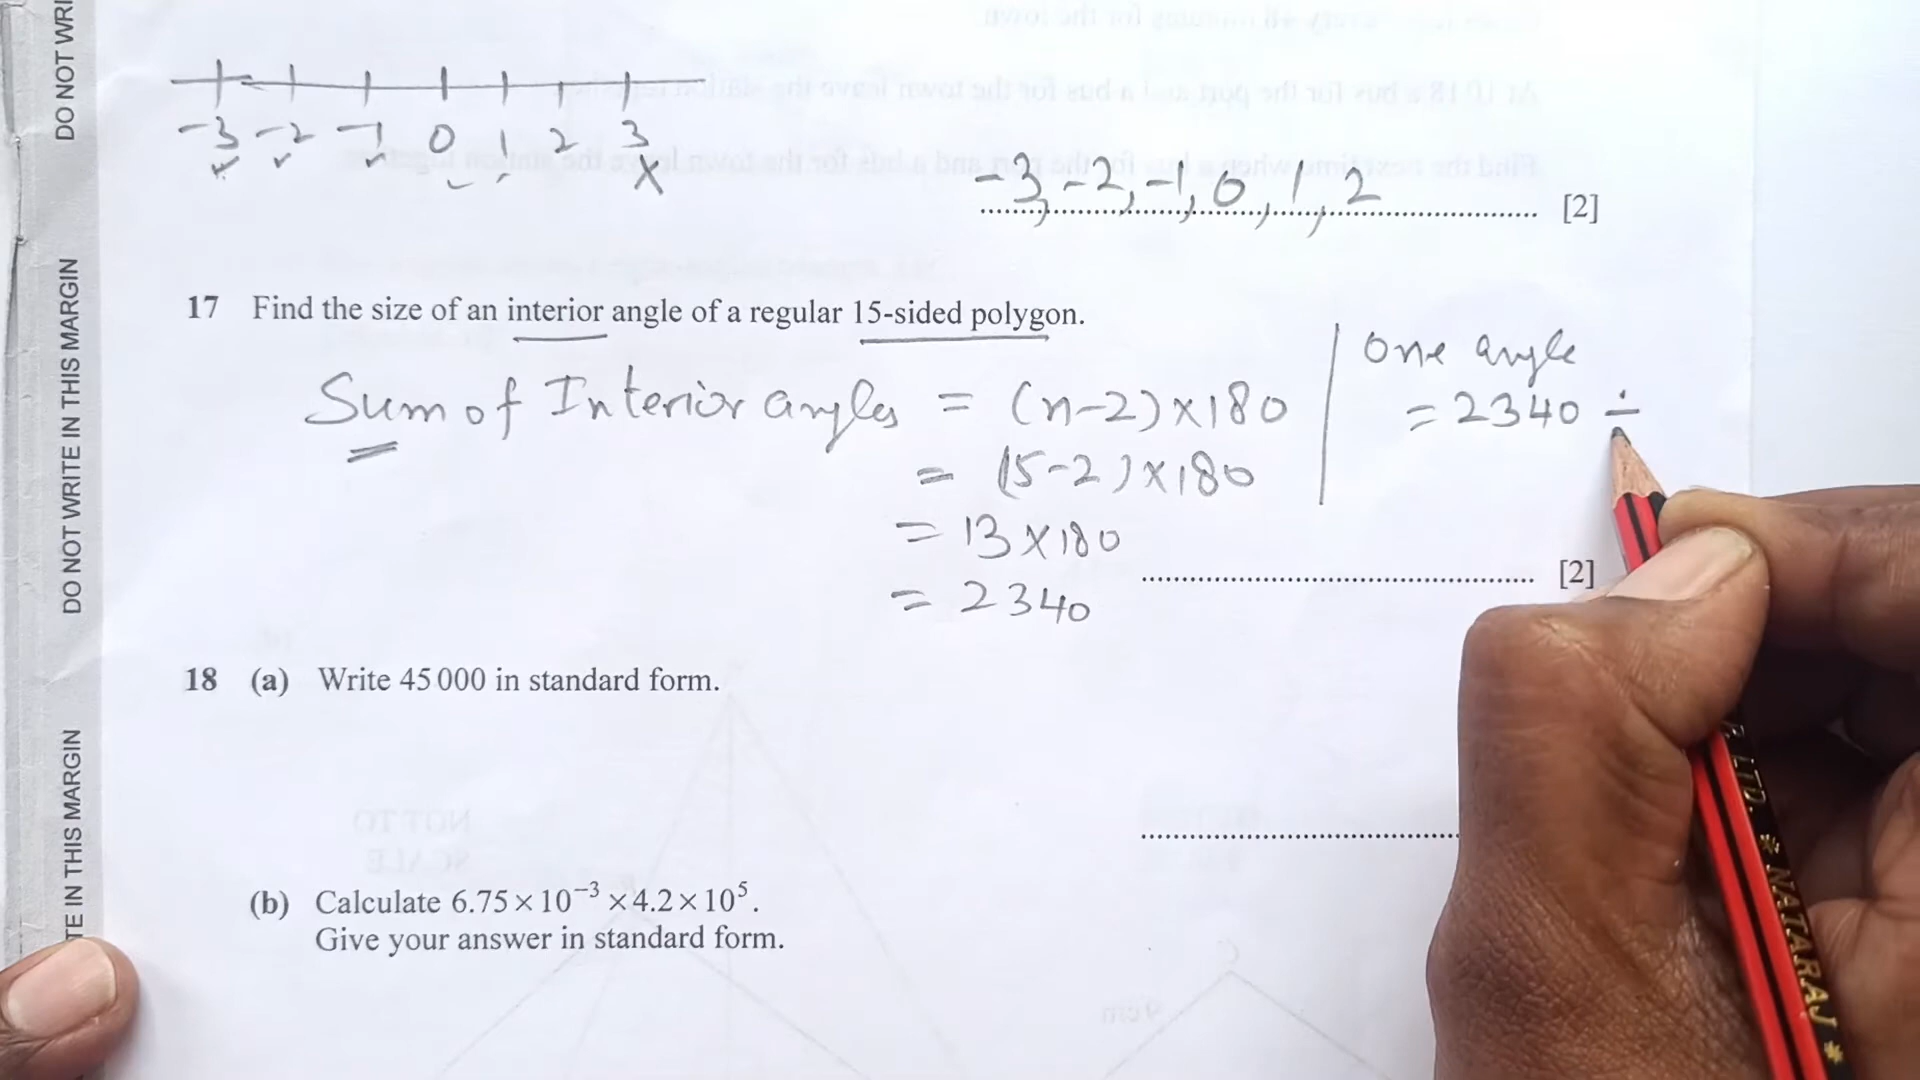 -3 -2 -1 0 1 2 3
-3, -2, -1, 0, 1, 2
[2]
17 Find the size of an interior angle of a regular 15-sided polygon.
Sum of Interior angles = (n-2)×180
= (15-2)×180
= 13×180
= 2340
One angle
= 2340 ÷
[2]
18 (a) Write 45 000 in standard form.
(b) Calculate 6.75 × 10⁻³ × 4.2 × 10⁵.
Give your answer in standard form.
DO NOT WRI
DO NOT WRITE IN THIS MARGIN
TE IN THIS MARGIN
LTD. * NATARAJ *